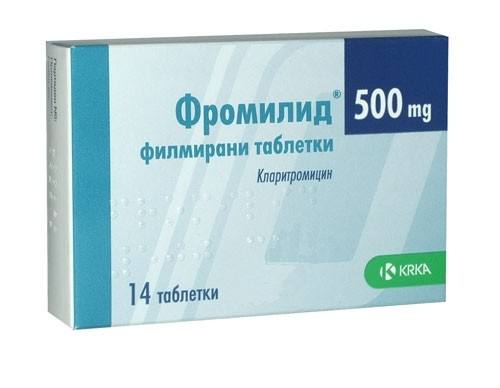 Фромилид®
500 mg
филмирани таблетки
Кларитромицин
KRKA
14 таблетки